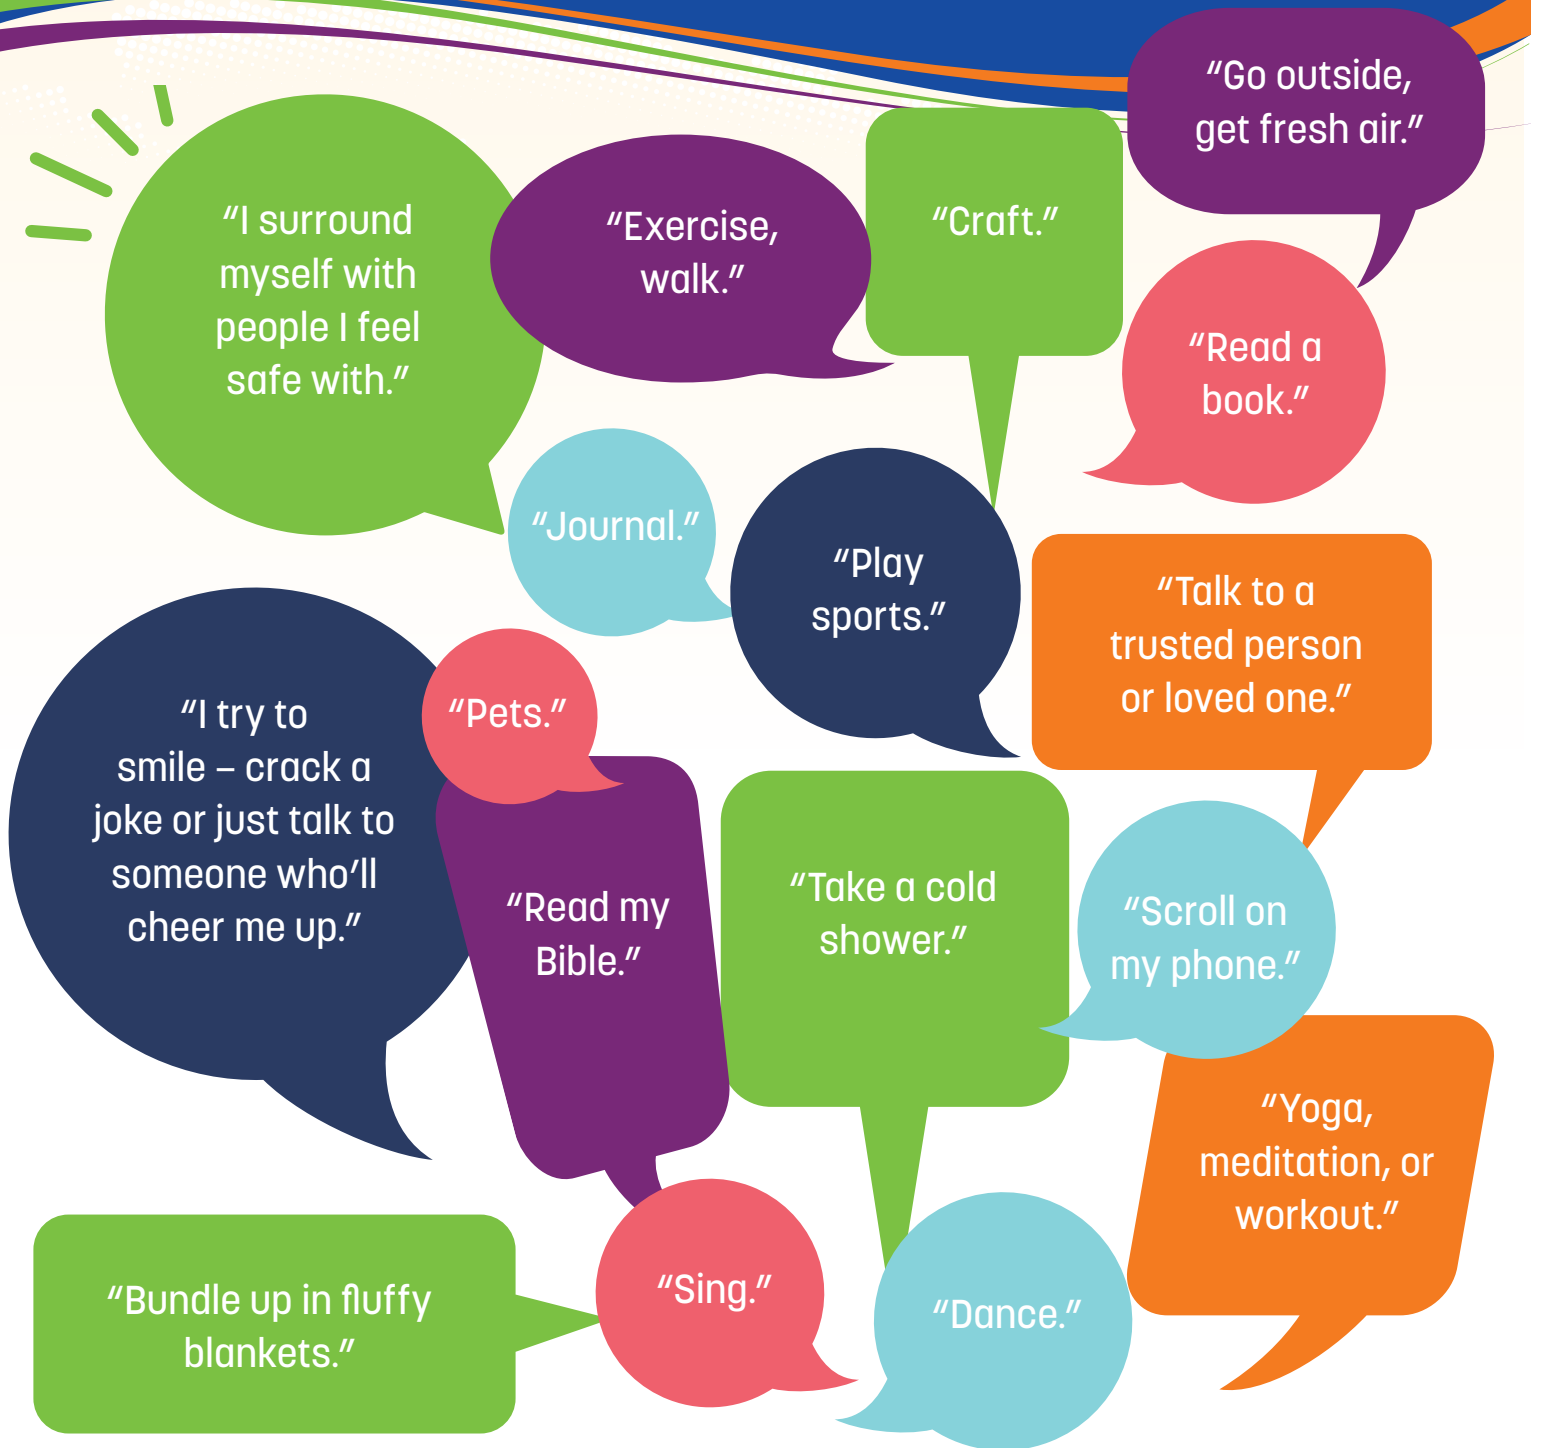 “Go outside,
get fresh air.”
“I surround
myself with
people I feel
safe with.”
“Exercise,
walk.”
“Craft.”
“Read a
book.”
“Journal.”
“Play
sports.”
“Talk to a
trusted person
or loved one.”
“I try to
smile – crack a
joke or just talk to
someone who’ll
cheer me up.”
“Pets.”
“Read my
Bible.”
“Take a cold
shower.”
“Scroll on
my phone.”
“Yoga,
meditation, or
workout.”
“Bundle up in fluffy
blankets.”
“Sing.”
“Dance.”